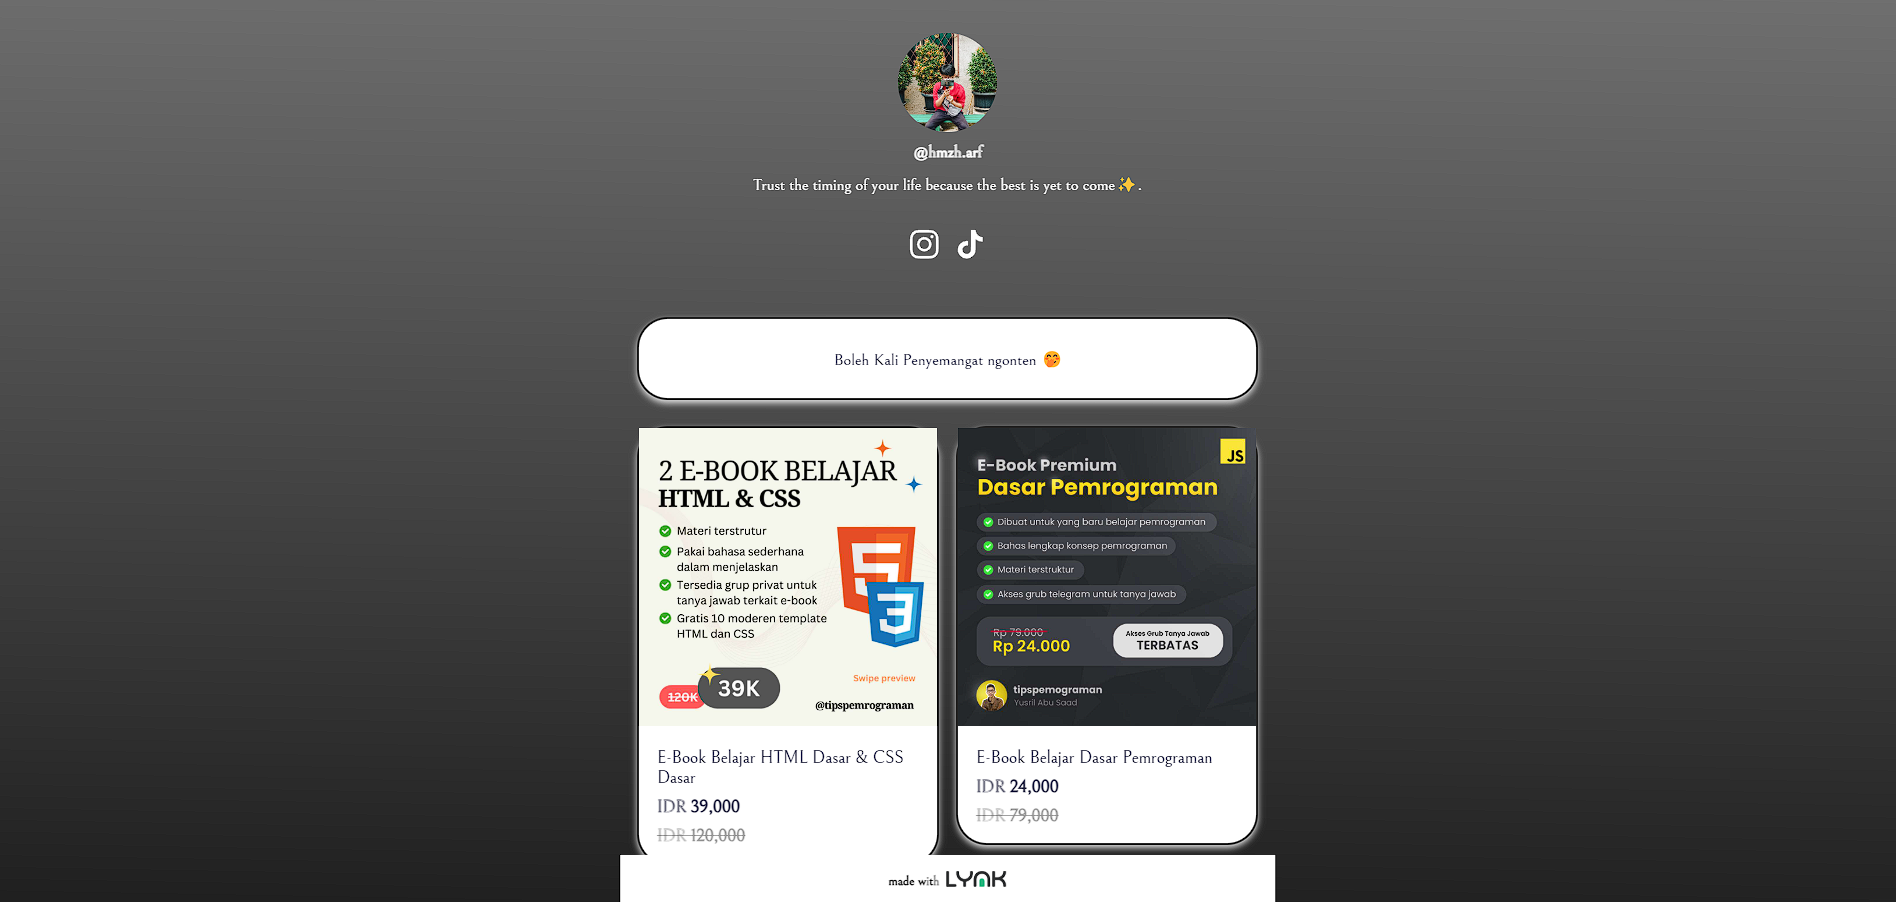 @hmzh.arf
Trust the timing of your life because the best is yet to come ✨ .
Boleh Kali Penyemangat ngonten 🤭
2 E-BOOK BELAJAR
HTML & CSS
Materi terstrutur
Pakai bahasa sederhana
dalam menjelaskan
Tersedia grup privat untuk
tanya jawab terkait e-book
Gratis 10 moderen template
HTML dan CSS
5
3
120K
39K
Swipe preview
@tipspemrograman
E-Book Belajar HTML Dasar & CSS
Dasar
IDR 39,000
IDR 120,000
JS
E-Book Premium
Dasar Pemrograman
Dibuat untuk yang baru belajar pemrograman
Bahas lengkap konsep pemrograman
Materi terstruktur
Akses grub telegram untuk tanya jawab
Rp 79.000
Rp 24.000
Akses Grub Tanya Jawab
TERBATAS
tipspemograman
Yusril Abu Saad
E-Book Belajar Dasar Pemrograman
IDR 24,000
IDR 79,000
made with LYNK